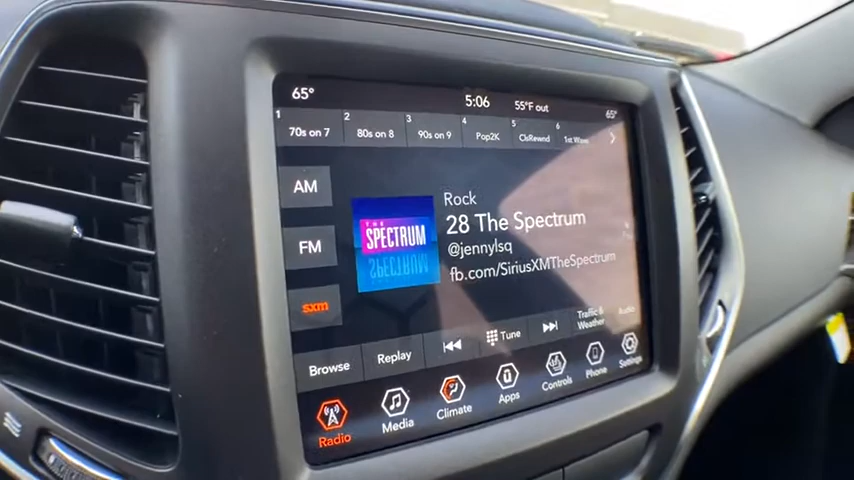 65°
5:06
55°F out
65°
1 70s on 7
2 80s on 8
3 90s on 9
4 Pop2K
5 ClsRewnd
6 1st Wave
AM
FM
sxm
THE
SPECTRUM
Rock
28 The Spectrum
@jennylsq
fb.com/SiriusXMTheSpectrum
Browse
Replay
Tune
Traffic &
Weather
Audio
Radio
Media
Climate
Apps
Controls
Phone
Settings